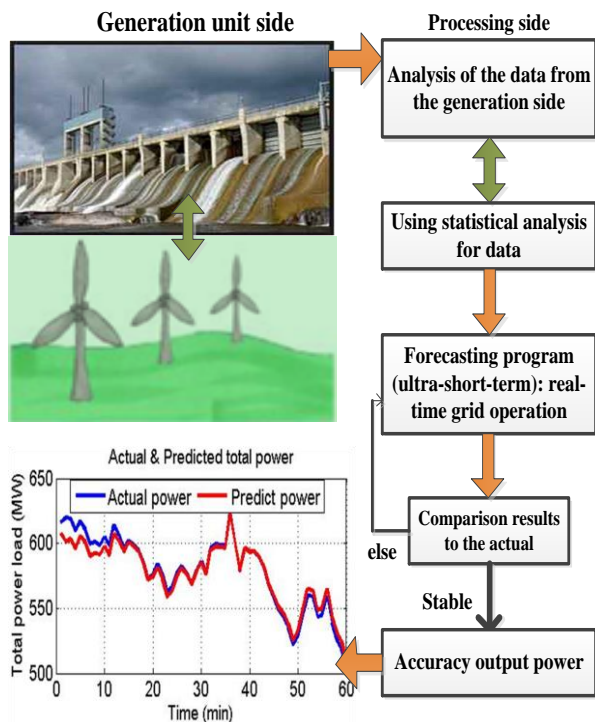 Generation unit side
Processing side
Analysis of the data from
the generation side
Using statistical analysis
for data
Forecasting program
(ultra-short-term): real-
time grid operation
Comparison results
to the actual
else
Stable
Accuracy output power
Actual & Predicted total power
Actual power
Predict power
Total power load (MW)
650
600
550
500
0
10
20
30
40
50
60
Time (min)